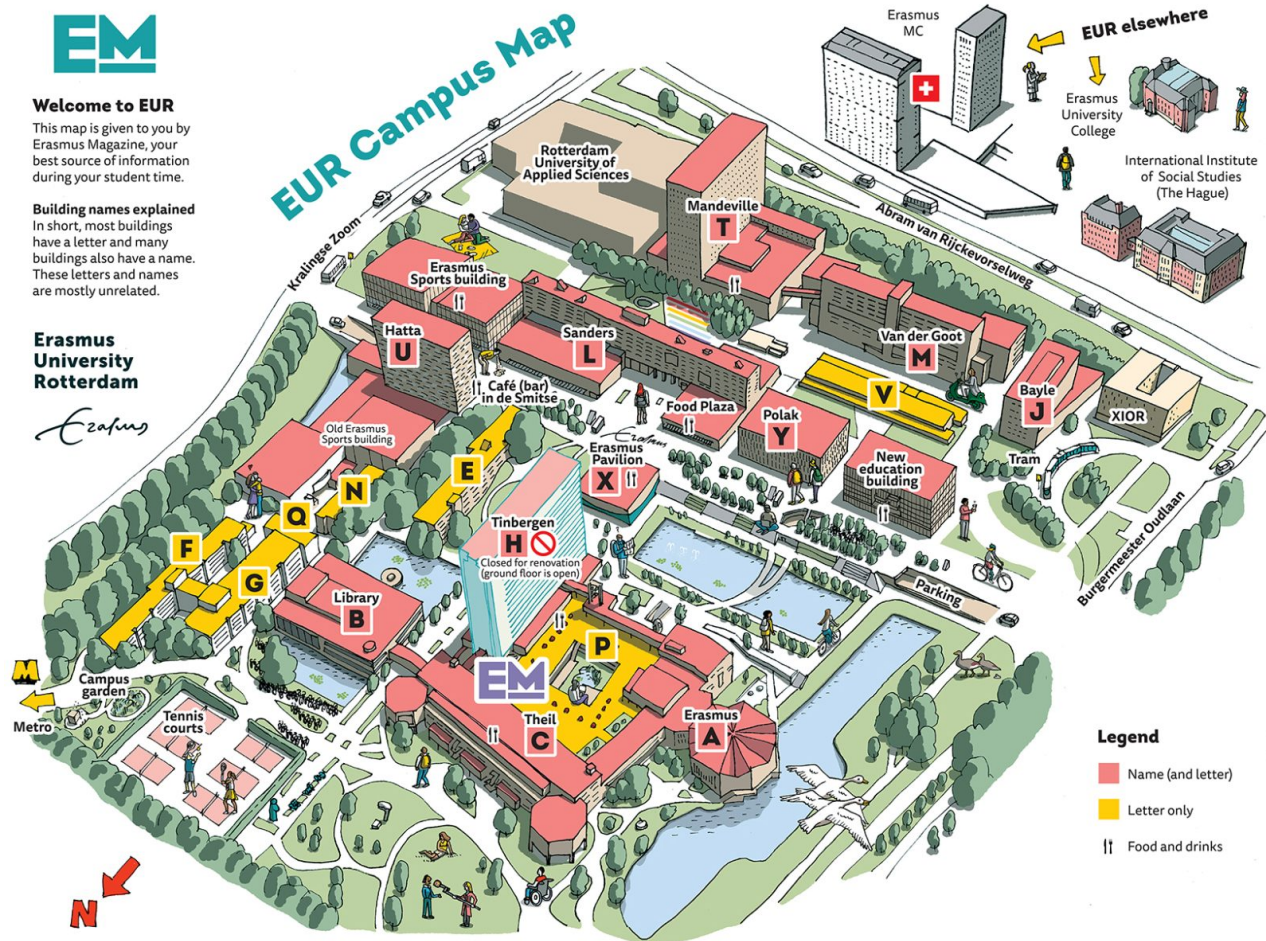 EM
Welcome to EUR
This map is given to you by
Erasmus Magazine, your
best source of information
during your student time.
Building names explained
In short, most buildings
have a letter and many
buildings also have a name.
These letters and names
are mostly unrelated.
Erasmus
University
Rotterdam
Erasmus
EUR Campus Map
Erasmus
MC
EUR elsewhere
Erasmus
University
College
International Institute
of Social Studies
(The Hague)
Kralingse Zoom
Abram van Rijckevorselweg
Rotterdam
University of
Applied Sciences
Mandeville
T
Erasmus
Sports building
Hatta
U
Sanders
L
Van der Goot
M
Bayle
J
XIOR
V
Café (bar)
in de Smitse
Food Plaza
Polak
Y
Tram
Old Erasmus
Sports building
Erasmus
Erasmus
Pavilion
X
New
education
building
E
N
Q
F
G
Tinbergen
H
Closed for renovation
(ground floor is open)
Burgermeester Oudlaan
Parking
Library
B
P
EM
Theil
C
Erasmus
A
M
Metro
Campus
garden
Tennis
courts
N
Legend
Name (and letter)
Letter only
Food and drinks